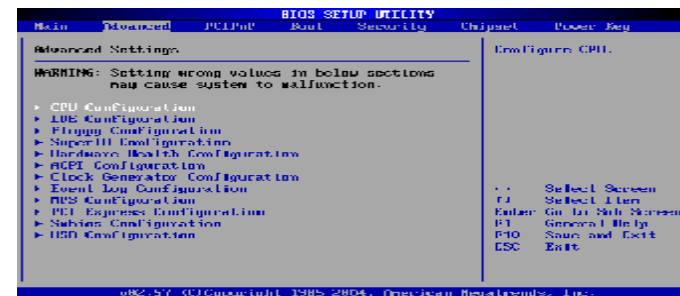 BIOS SETUP UTILITY
Main Advanced PCIPnP Boot Security Chipset Power Key
Advanced Settings
Configure CPU.
WARNING: Setting wrong values in below sections
may cause system to malfunction.
► CPU Configuration
► IDE Configuration
► Floppy Configuration
► SuperIO Configuration
► Hardware Health Configuration
► ACPI Configuration
► Clock Generator Configuration
► Event Log Configuration
► MPS Configuration
► PCI Express Configuration
► Smbios Configuration
► USB Configuration
Select Screen
↑↓ Select Item
Enter Go to Sub Screen
F1 General Help
F10 Save and Exit
ESC Exit
v02.57 (C)Copyright 1985-2004, American Megatrends, Inc.